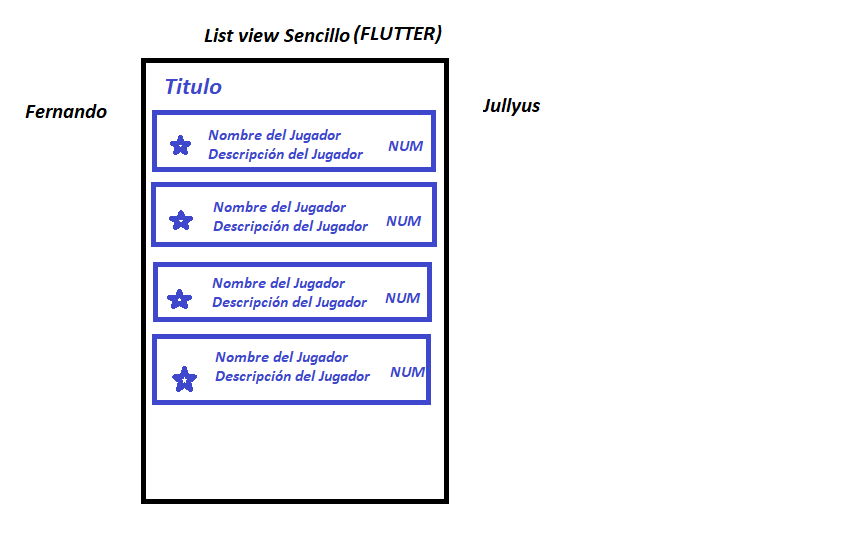 List view Sencillo (FLUTTER)
Fernando
Jullyus
Titulo
Nombre del Jugador
Descripción del Jugador
NUM
Nombre del Jugador
Descripción del Jugador
NUM
Nombre del Jugador
Descripción del Jugador
NUM
Nombre del Jugador
Descripción del Jugador
NUM